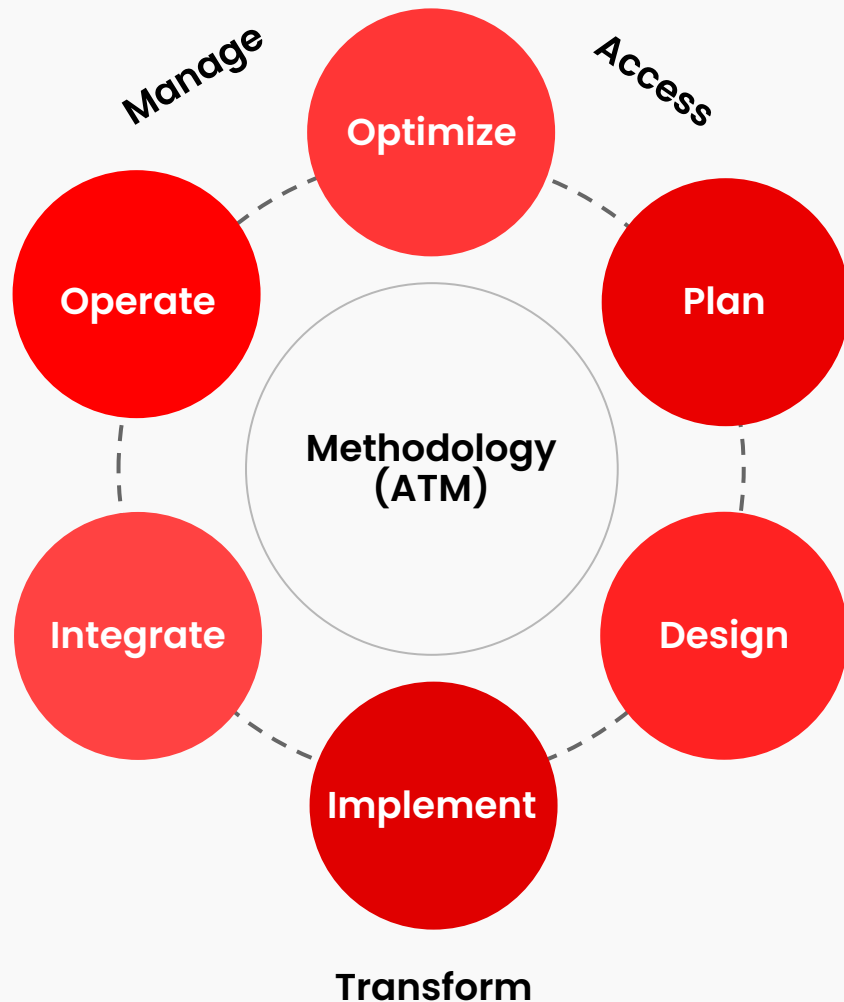 Manage
Access
Optimize
Operate
Plan
Methodology
(ATM)
Integrate
Design
Implement
Transform